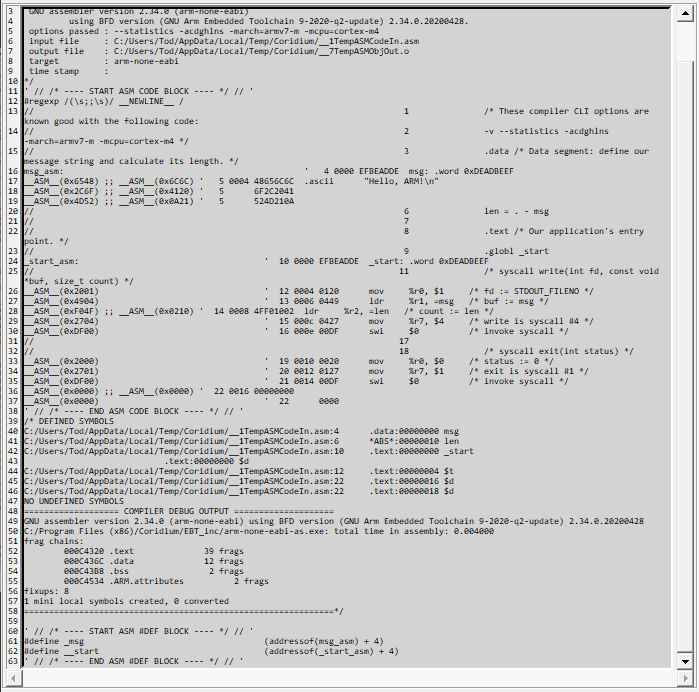 3 GNU assembler version 2.34.0 (arm-none-eabi)
4 using BFD version (GNU Arm Embedded Toolchain 9-2020-q2-update) 2.34.0.20200428.
5 options passed : --statistics -acdghlns -march=armv7-m -mcpu=cortex-m4
6 input file : C:/Users/Tod/AppData/Local/Temp/Coridium/__1TempASMCodeIn.asm
7 output file : C:/Users/Tod/AppData/Local/Temp/Coridium/__7TempASMObjOut.o
8 target : arm-none-eabi
9 time stamp :
10 */
11 ' // /* ---- START ASM CODE BLOCK ---- */ // '
12 #regexp /(\s;;\s)/ __NEWLINE__ /
13 // 1 /* These compiler CLI options are
known good with the following code:
14 // 2 -v --statistics -acdghlns
-march=armv7-m -mcpu=cortex-m4 */
15 // 3 .data /* Data segment: define our
message string and calculate its length. */
16 msg_asm: ' 4 0000 EFBEADDE msg: .word 0xDEADBEEF
17 __ASM__(0x6548) ;; __ASM__(0x6C6C) ' 5 0004 48656C6C .ascii "Hello, ARM!\n"
18 __ASM__(0x2C6F) ;; __ASM__(0x4120) ' 5 6F2C2041
19 __ASM__(0x4D52) ;; __ASM__(0x0A21) ' 5 524D210A
20 // 6 len = . - msg
21 // 7
22 // 8 .text /* Our application's entry
point. */
23 // 9 .globl _start
24 _start_asm: ' 10 0000 EFBEADDE _start: .word 0xDEADBEEF
25 // 11 /* syscall write(int fd, const void
*buf, size_t count) */
26 __ASM__(0x2001) ' 12 0004 0120 mov %r0, $1 /* fd := STDOUT_FILENO */
27 __ASM__(0x4904) ' 13 0006 0449 ldr %r1, =msg /* buf := msg */
28 __ASM__(0xF04F) ;; __ASM__(0x0210) ' 14 0008 4FF01002 ldr %r2, =len /* count := len */
29 __ASM__(0x2704) ' 15 000c 0427 mov %r7, $4 /* write is syscall #4 */
30 __ASM__(0xDF00) ' 16 000e 00DF swi $0 /* invoke syscall */
31 // 17
32 // 18 /* syscall exit(int status) */
33 __ASM__(0x2000) ' 19 0010 0020 mov %r0, $0 /* status := 0 */
34 __ASM__(0x2701) ' 20 0012 0127 mov %r7, $1 /* exit is syscall #1 */
35 __ASM__(0xDF00) ' 21 0014 00DF swi $0 /* invoke syscall */
36 __ASM__(0x0000) ;; __ASM__(0x0000) ' 22 0016 00000000
37 __ASM__(0x0000) ' 22 0000
38 ' // /* ---- END ASM CODE BLOCK ---- */ // '
39 /* DEFINED SYMBOLS
40 C:/Users/Tod/AppData/Local/Temp/Coridium/__1TempASMCodeIn.asm:4 .data:00000000 msg
41 C:/Users/Tod/AppData/Local/Temp/Coridium/__1TempASMCodeIn.asm:6 *ABS*:00000010 len
42 C:/Users/Tod/AppData/Local/Temp/Coridium/__1TempASMCodeIn.asm:10 .text:00000000 _start
43 .text:00000000 $d
44 C:/Users/Tod/AppData/Local/Temp/Coridium/__1TempASMCodeIn.asm:12 .text:00000004 $t
45 C:/Users/Tod/AppData/Local/Temp/Coridium/__1TempASMCodeIn.asm:22 .text:00000016 $d
46 C:/Users/Tod/AppData/Local/Temp/Coridium/__1TempASMCodeIn.asm:22 .text:00000018 $d
47 NO UNDEFINED SYMBOLS
48 =================== COMPILER DEBUG OUTPUT ====================
49 GNU assembler version 2.34.0 (arm-none-eabi) using BFD version (GNU Arm Embedded Toolchain 9-2020-q2-update) 2.34.0.20200428
50 C:/Program Files (x86)/Coridium/EBT_inc/arm-none-eabi-as.exe: total time in assembly: 0.004000
51 frag chains:
52 000C4320 .text 39 frags
53 000C436C .data 12 frags
54 000C43B8 .bss 2 frags
55 000C4534 .ARM.attributes 2 frags
56 fixups: 8
57 1 mini local symbols created, 0 converted
58 ==============================================================*/
59
60 ' // /* ---- START ASM #DEF BLOCK ---- */ // '
61 #define _msg (addressof(msg_asm) + 4)
62 #define __start (addressof(_start_asm) + 4)
63 ' // /* ---- END ASM #DEF BLOCK ---- */ // '